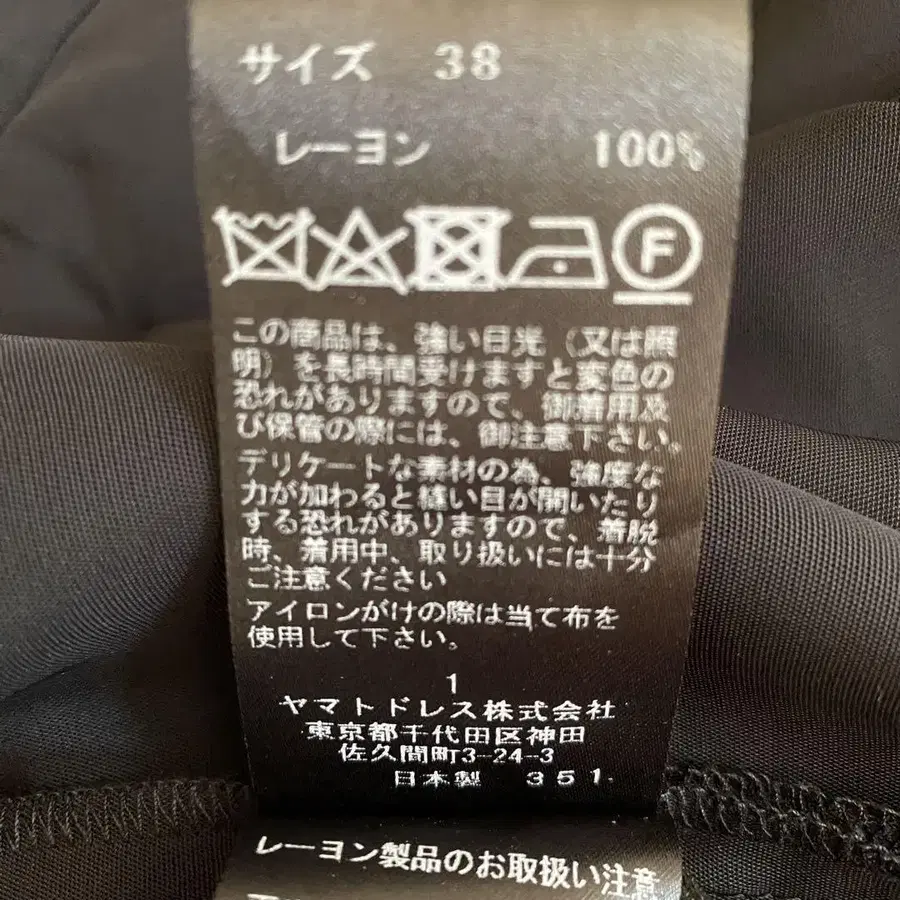 サイズ 38
レーヨン 100%
F
この商品は、強い日光（又は照
明）を長時間受けますと変色の
恐れがありますので、御着用及
び保管の際には、御注意下さい。
デリケートな素材の為、強度な
力が加わると縫い目が開いたり
する恐れがありますので、着脱
時、着用中、取り扱いには十分
ご注意ください
アイロンがけの際は当て布を
使用して下さい。
1
ヤマトドレス株式会社
東京都千代田区神田
佐久間町3-24-3
日本製 351
レーヨン製品のお取扱い注意